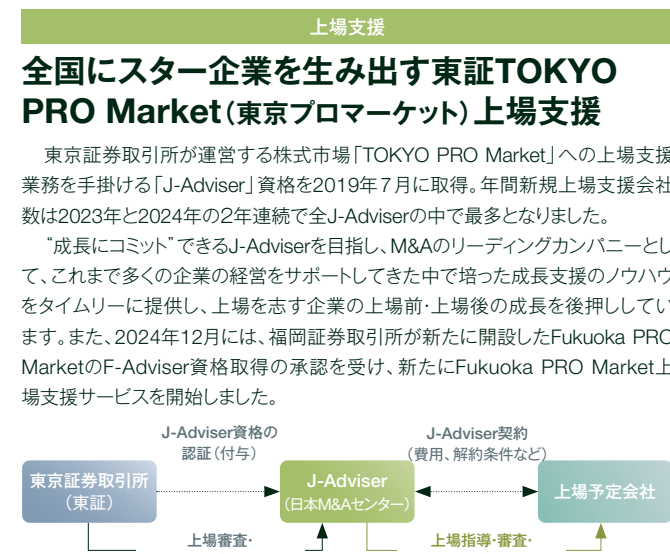 上場支援
全国にスター企業を生み出す東証TOKYO
PRO Market(東京プロマーケット)上場支援
東京証券取引所が運営する株式市場「TOKYO PRO Market」への上場支援
業務を手掛ける「J-Adviser」資格を2019年7月に取得。年間新規上場支援会社
数は2023年と2024年の2年連続で全J-Adviserの中で最多となりました。
“成長にコミット”できるJ-Adviserを目指し、M&Aのリーディングカンパニーとし
て、これまで多くの企業の経営をサポートしてきた中で培った成長支援のノウハウ
をタイムリーに提供し、上場を志す企業の上場前・上場後の成長を後押ししてい
ます。また、2024年12月には、福岡証券取引所が新たに開設したFukuoka PRO
MarketのF-Adviser資格取得の承認を受け、新たにFukuoka PRO Market上
場支援サービスを開始しました。
J-Adviser資格の
認証(付与)
J-Adviser契約
(費用、解約条件など)
東京証券取引所
(東証)
J-Adviser
(日本M&Aセンター)
上場予定会社
上場審査・
上場指導・審査・